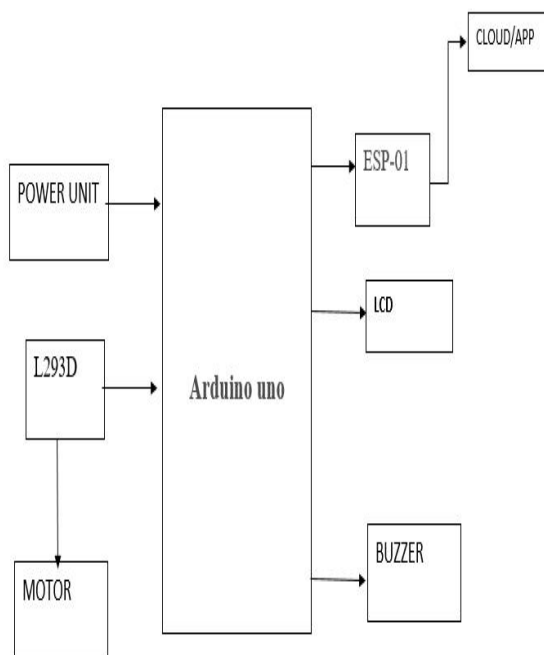 CLOUD/APP
ESP-01
POWER UNIT
LCD
L293D
Arduino uno
BUZZER
MOTOR